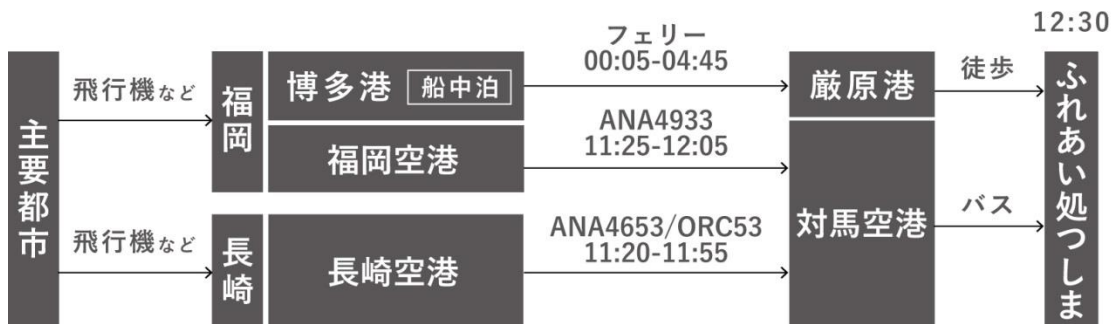 12:30
主要都市
飛行機など
福岡
博多港 船中泊
フェリー
00:05-04:45
厳原港
徒歩
ふれあい処つしま
福岡空港
ANA4933
11:25-12:05
対馬空港
バス
飛行機など
長崎
長崎空港
ANA4653/ORC53
11:20-11:55